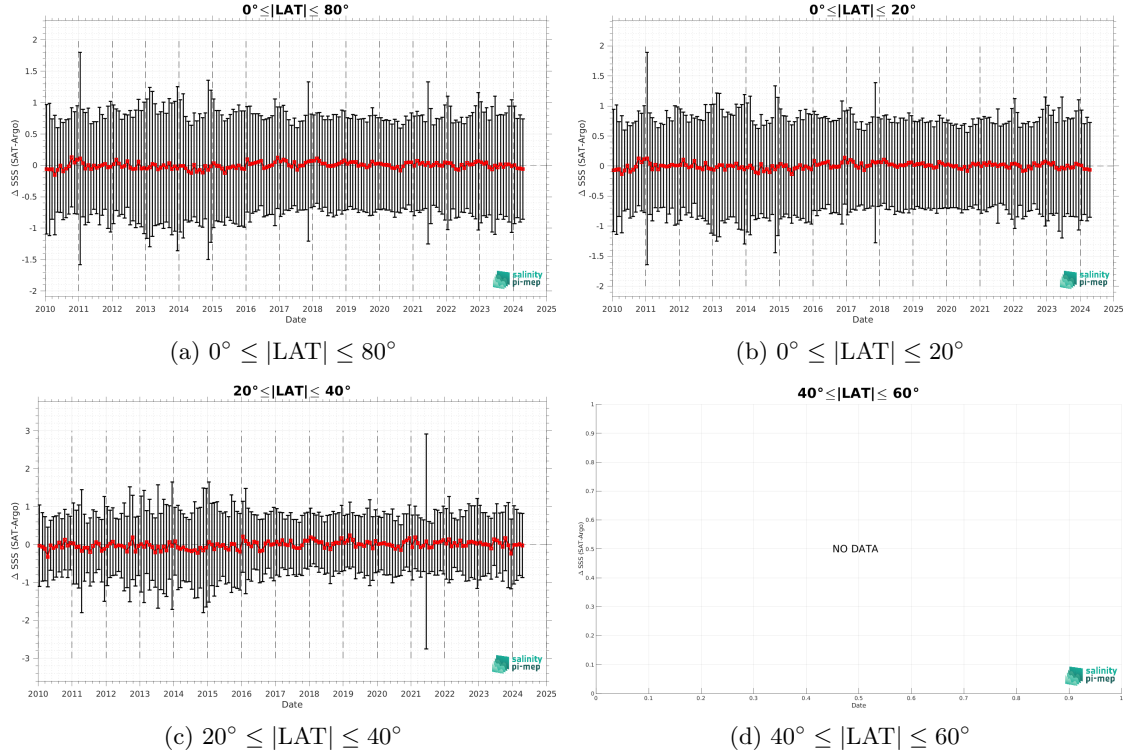 0°≤|LAT|≤ 80°
Δ SSS (SAT-Argo)
2
1.5
1
0.5
0
-0.5
-1
-1.5
-2
2010 2011 2012 2013 2014 2015 2016 2017 2018 2019 2020 2021 2022 2023 2024 2025
Date
salinity
pi-mep
(a) 0° ≤ |LAT| ≤ 80°
0°≤|LAT|≤ 20°
Δ SSS (SAT-Argo)
2
1.5
1
0.5
0
-0.5
-1
-1.5
-2
2010 2011 2012 2013 2014 2015 2016 2017 2018 2019 2020 2021 2022 2023 2024 2025
Date
salinity
pi-mep
(b) 0° ≤ |LAT| ≤ 20°
20°≤|LAT|≤ 40°
Δ SSS (SAT-Argo)
3
2
1
0
-1
-2
-3
2010 2011 2012 2013 2014 2015 2016 2017 2018 2019 2020 2021 2022 2023 2024 2025
Date
salinity
pi-mep
(c) 20° ≤ |LAT| ≤ 40°
40°≤|LAT|≤ 60°
Δ SSS (SAT-Argo)
1
0.9
0.8
0.7
0.6
0.5
0.4
0.3
0.2
0.1
0
NO DATA
0 0.1 0.2 0.3 0.4 0.5 0.6 0.7 0.8 0.9 1
Date
salinity
pi-mep
(d) 40° ≤ |LAT| ≤ 60°